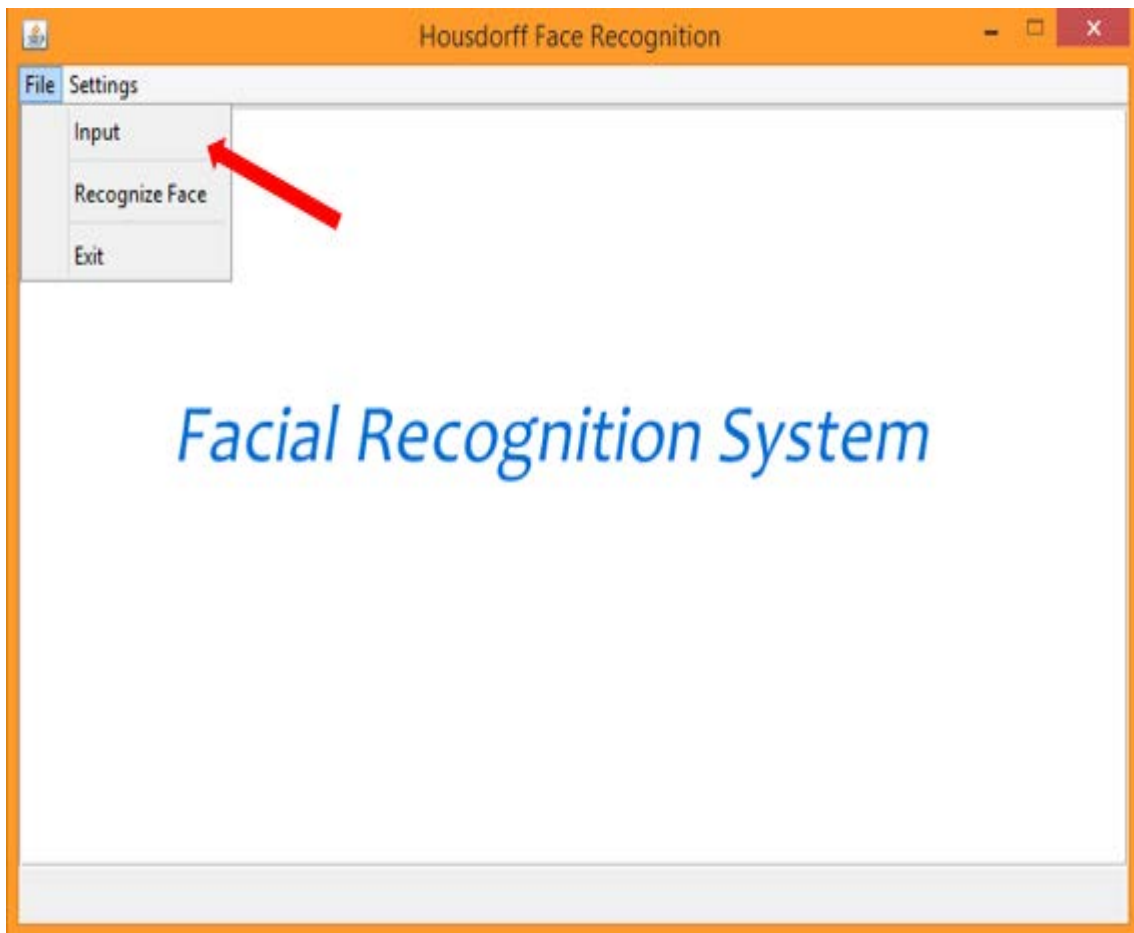 Housdorff Face Recognition
File Settings
Input
Recognize Face
Exit
Facial Recognition System